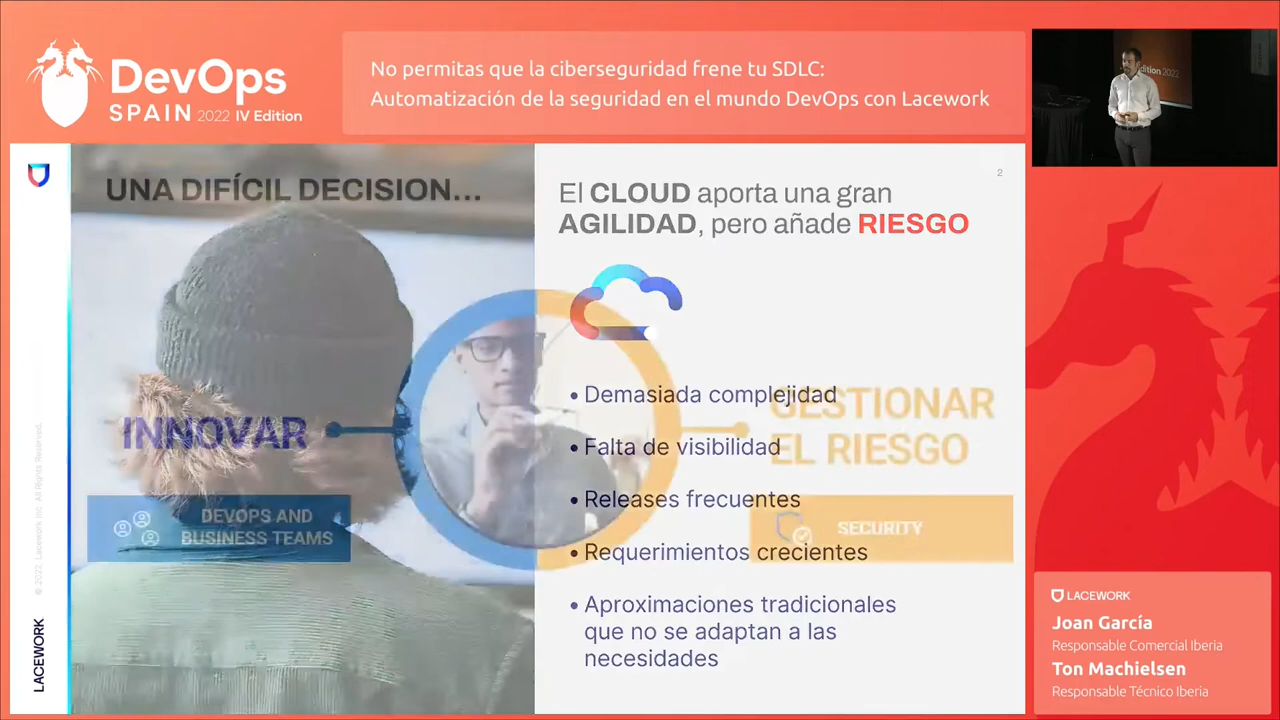 DevOps
SPAIN 2022 IV Edition
No permitas que la ciberseguridad frene tu SDLC:
Automatización de la seguridad en el mundo DevOps con Lacework
dition 2022
2
UNA DIFÍCIL DECISION...
El CLOUD aporta una gran
AGILIDAD, pero añade RIESGO
INNOVAR
GESTIONAR
EL RIESGO
DEVOPS AND
BUSINESS TEAMS
SECURITY
• Demasiada complejidad
• Falta de visibilidad
• Releases frecuentes
• Requerimientos crecientes
• Aproximaciones tradicionales
que no se adaptan a las
necesidades
© 2022, Lacework Inc. All Rights Reserved.
LACEWORK
LACEWORK
Joan García
Responsable Comercial Iberia
Ton Machielsen
Responsable Técnico Iberia